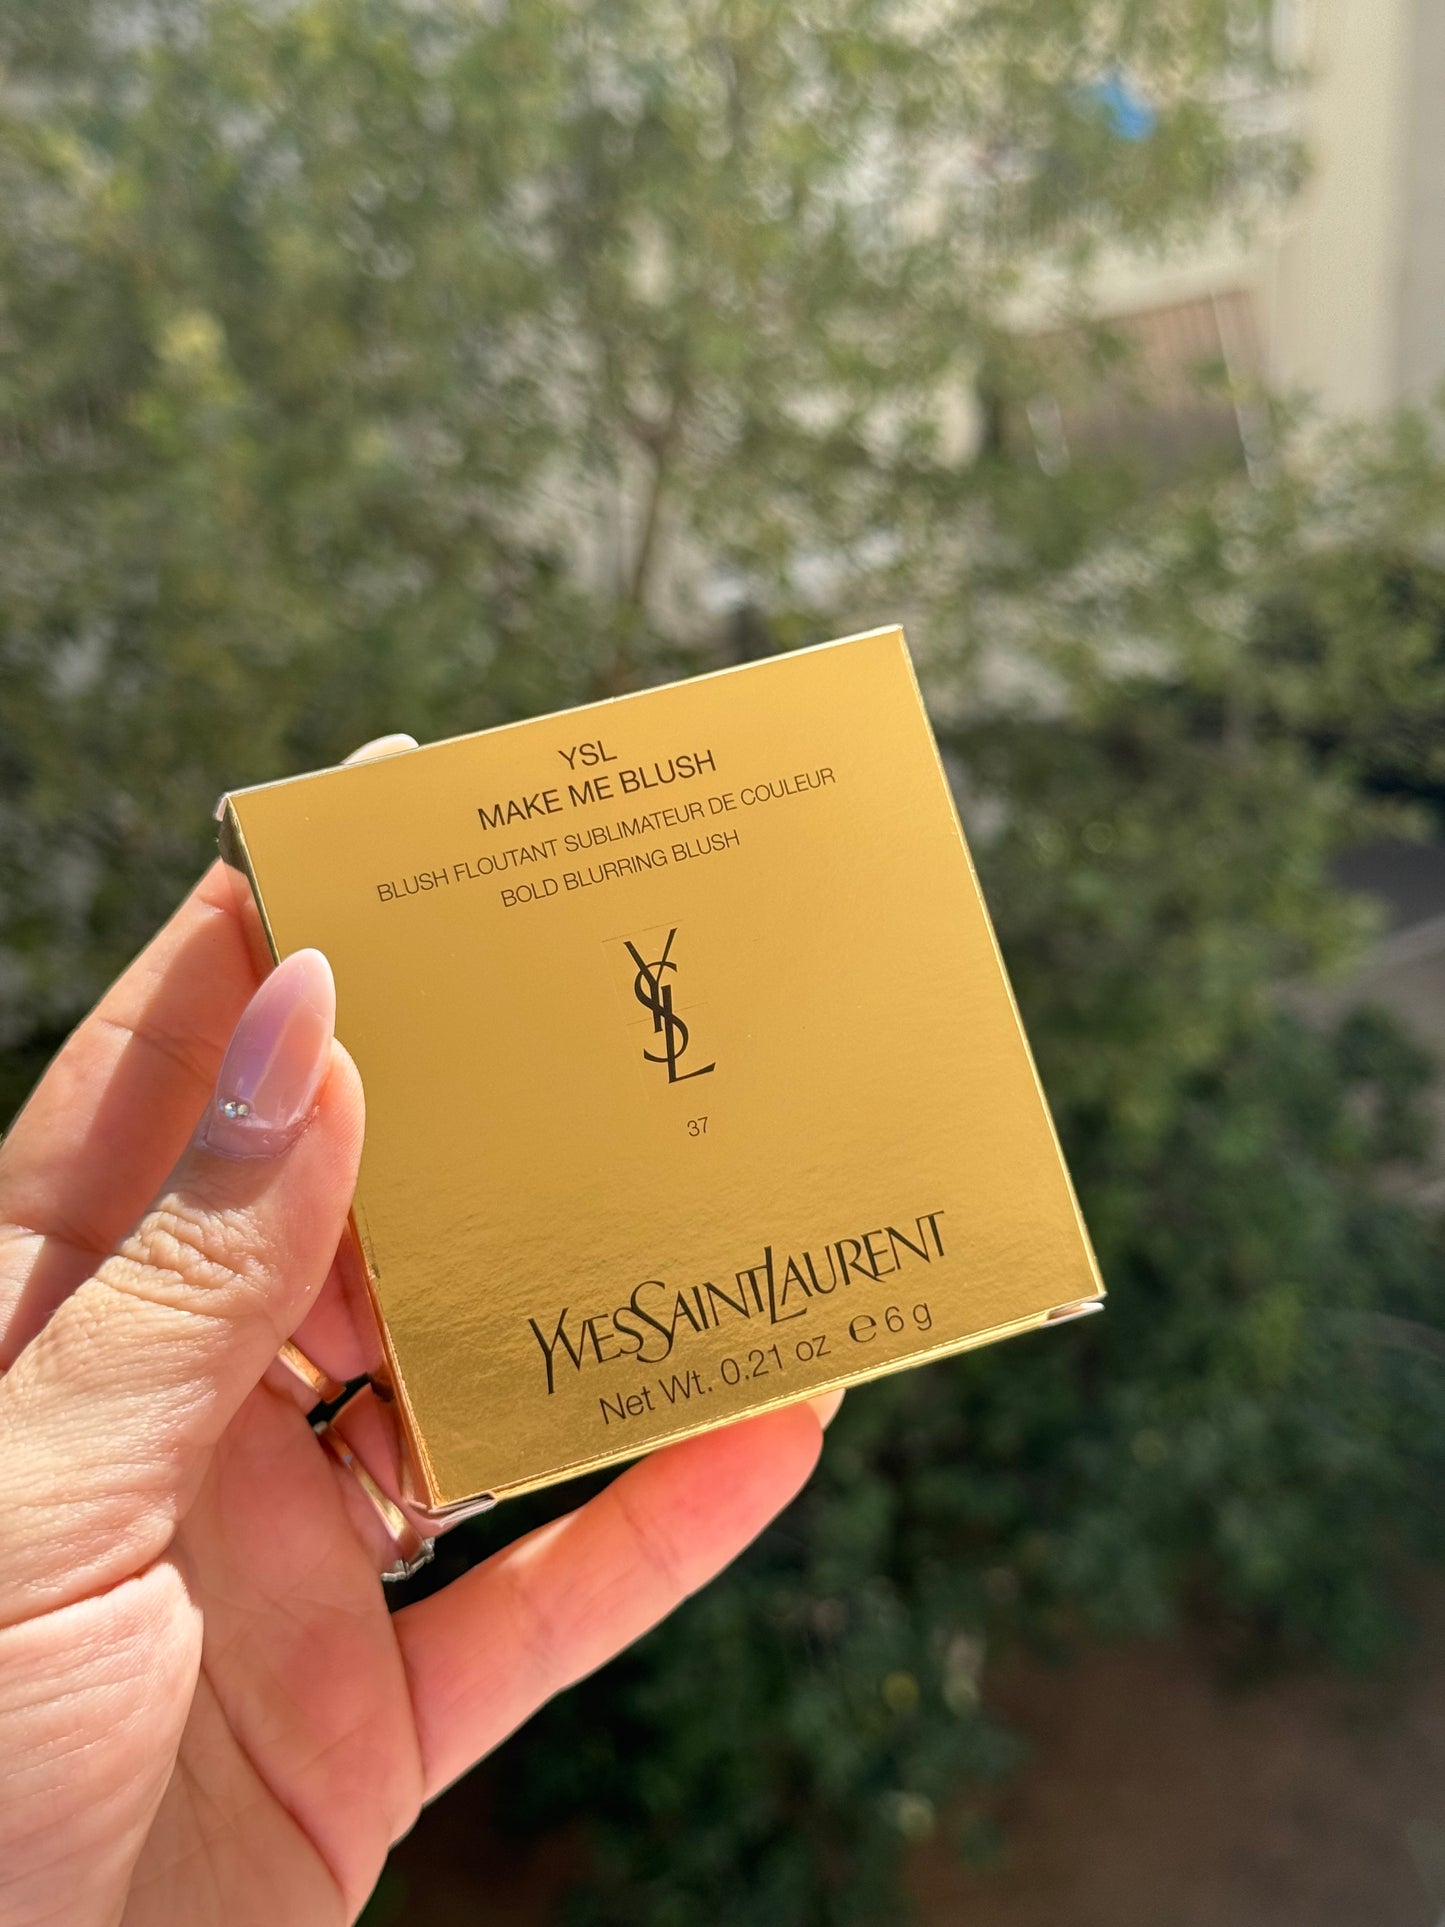 YSL
MAKE ME BLUSH
BLUSH FLOUTANT SUBLIMATEUR DE COULEUR
BOLD BLURRING BLUSH
YSL
37
YVESSAINTLAURENT
Net Wt. 0.21 oz ℮ 6 g